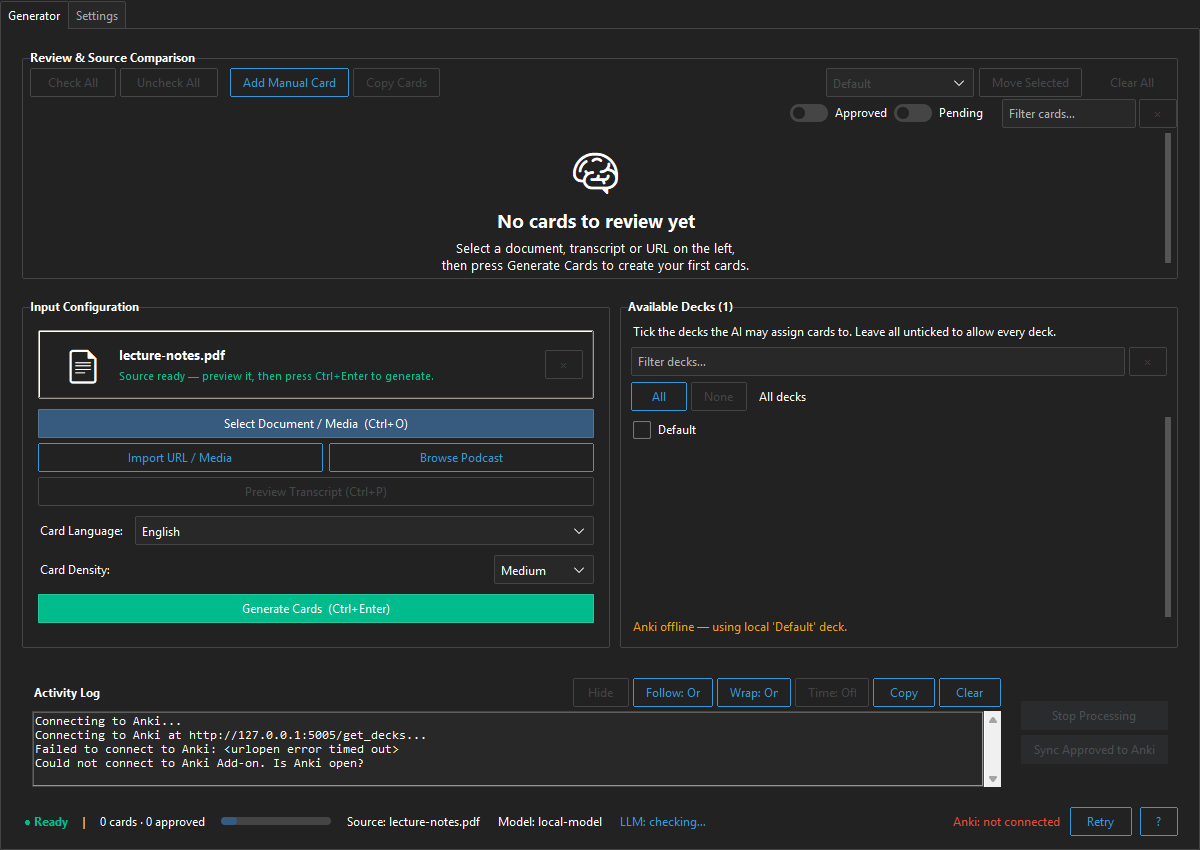 Generator Settings
Review & Source Comparison
Check All Uncheck All Add Manual Card Copy Cards Default Move Selected Clear All
Approved Pending Filter cards... ×
No cards to review yet
Select a document, transcript or URL on the left,
then press Generate Cards to create your first cards.
Input Configuration
lecture-notes.pdf
Source ready — preview it, then press Ctrl+Enter to generate.
×
Select Document / Media (Ctrl+O)
Import URL / Media Browse Podcast
Preview Transcript (Ctrl+P)
Card Language: English
Card Density: Medium
Generate Cards (Ctrl+Enter)
Available Decks (1)
Tick the decks the AI may assign cards to. Leave all unticked to allow every deck.
Filter decks... ×
All None All decks
Default
Anki offline — using local 'Default' deck.
Activity Log
Hide Follow: On Wrap: On Time: Off Copy Clear
Connecting to Anki...
Connecting to Anki at http://127.0.0.1:5005/get_decks...
Failed to connect to Anki: <urlopen error timed out>
Could not connect to Anki Add-on. Is Anki open?
Stop Processing
Sync Approved to Anki
● Ready | 0 cards · 0 approved Source: lecture-notes.pdf Model: local-model LLM: checking... Anki: not connected Retry ?